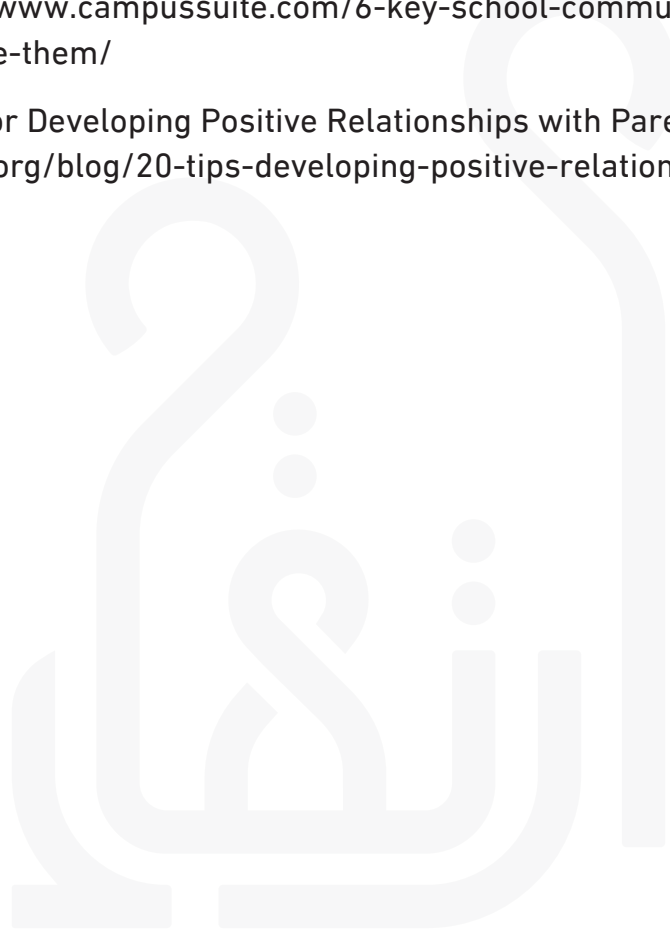 www.campussuite.com/6-key-school-commu
e-them/
or Developing Positive Relationships with Pare
org/blog/20-tips-developing-positive-relation